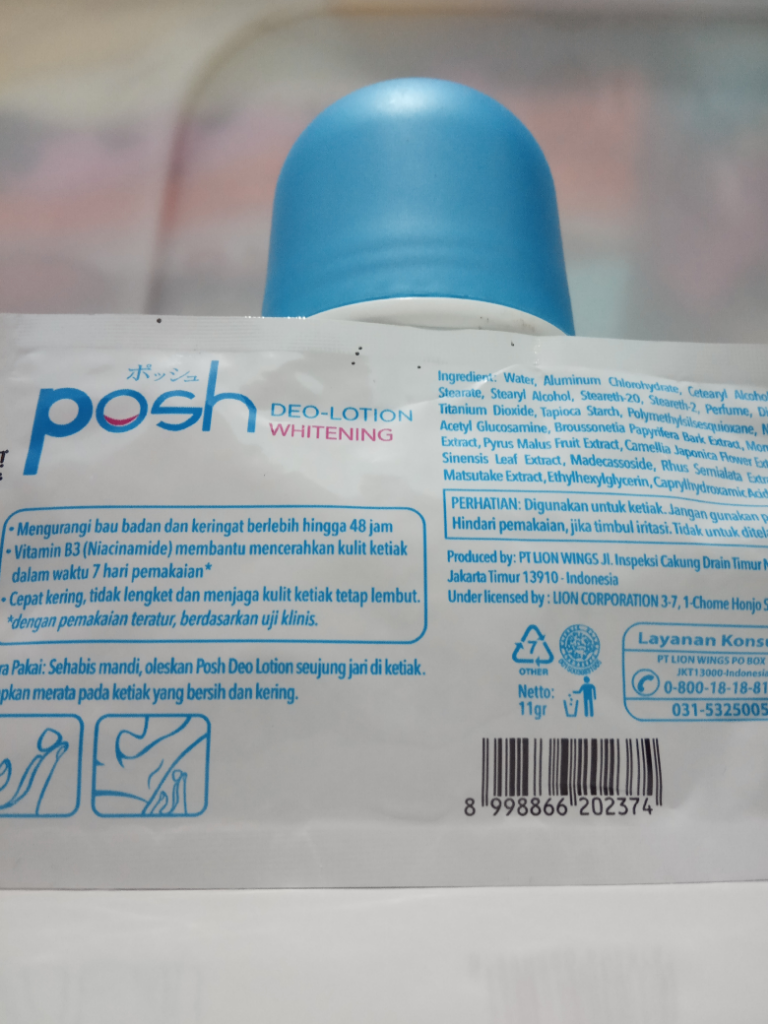 ポッシュ
posh
DEO-LOTION
WHITENING
• Mengurangi bau badan dan keringat berlebih hingga 48 jam
• Vitamin B3 (Niacinamide) membantu mencerahkan kulit ketiak
dalam waktu 7 hari pemakaian*
• Cepat kering, tidak lengket dan menjaga kulit ketiak tetap lembut.
*dengan pemakaian teratur, berdasarkan uji klinis.
Pakai: Sehabis mandi, oleskan Posh Deo Lotion seujung jari di ketiak.
merata pada ketiak yang bersih dan kering.
Ingredient: Water, Aluminum Chlorohydrate, Cetearyl
Stearate, Stearyl Alcohol, Steareth-20, Steareth-2, Perfume,
Titanium Dioxide, Tapioca Starch, Polymethylsilsesquioxane,
Acetyl Glucosamine, Broussonetia Papyrifera Bark Extract,
Extract, Pyrus Malus Fruit Extract, Camellia Japonica Flower
Sinensis Leaf Extract, Madecassoside, Rhus Semialata
Matsutake Extract, Ethylhexylglycerin, Caprylhydroxamic Acid
PERHATIAN: Digunakan untuk ketiak. Jangan gunakan
Hindari pemakaian, jika timbul iritasi. Tidak untuk
Produced by: PT LION WINGS Jl. Inspeksi Cakung Drain Timur
Jakarta Timur 13910 - Indonesia
Under licensed by : LION CORPORATION 3-7, 1-Chome Honjo
7
OTHER
Netto:
11gr
Layanan
PT LION WINGS PO BOX
JKT13000-Indonesia
0-800-18-18-81
031-5325005
8 998866 202374